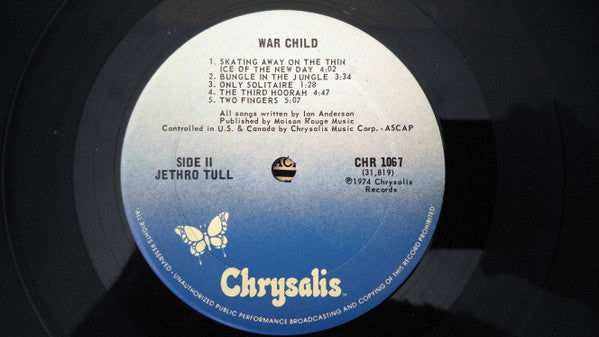 WAR CHILD
1. SKATING AWAY ON THE THIN
ICE OF THE NEW DAY 4:02
2. BUNGLE IN THE JUNGLE 3:34
3. ONLY SOLITAIRE 1:28
4. THE THIRD HOORAH 4:47
5. TWO FINGERS 5:07
All songs written by Ian Anderson
Published by Maison Rouge Music
Controlled in U.S. & Canada by Chrysalis Music Corp. - ASCAP
SIDE II
JETHRO TULL
CHR 1067
(31,819)
℗1974 Chrysalis
Records
Chrysalis™
•ALL RIGHTS RESERVED•UNAUTHORIZED PUBLIC PERFORMANCE BROADCASTING AND COPYING OF THIS RECORD PROHIBITED•